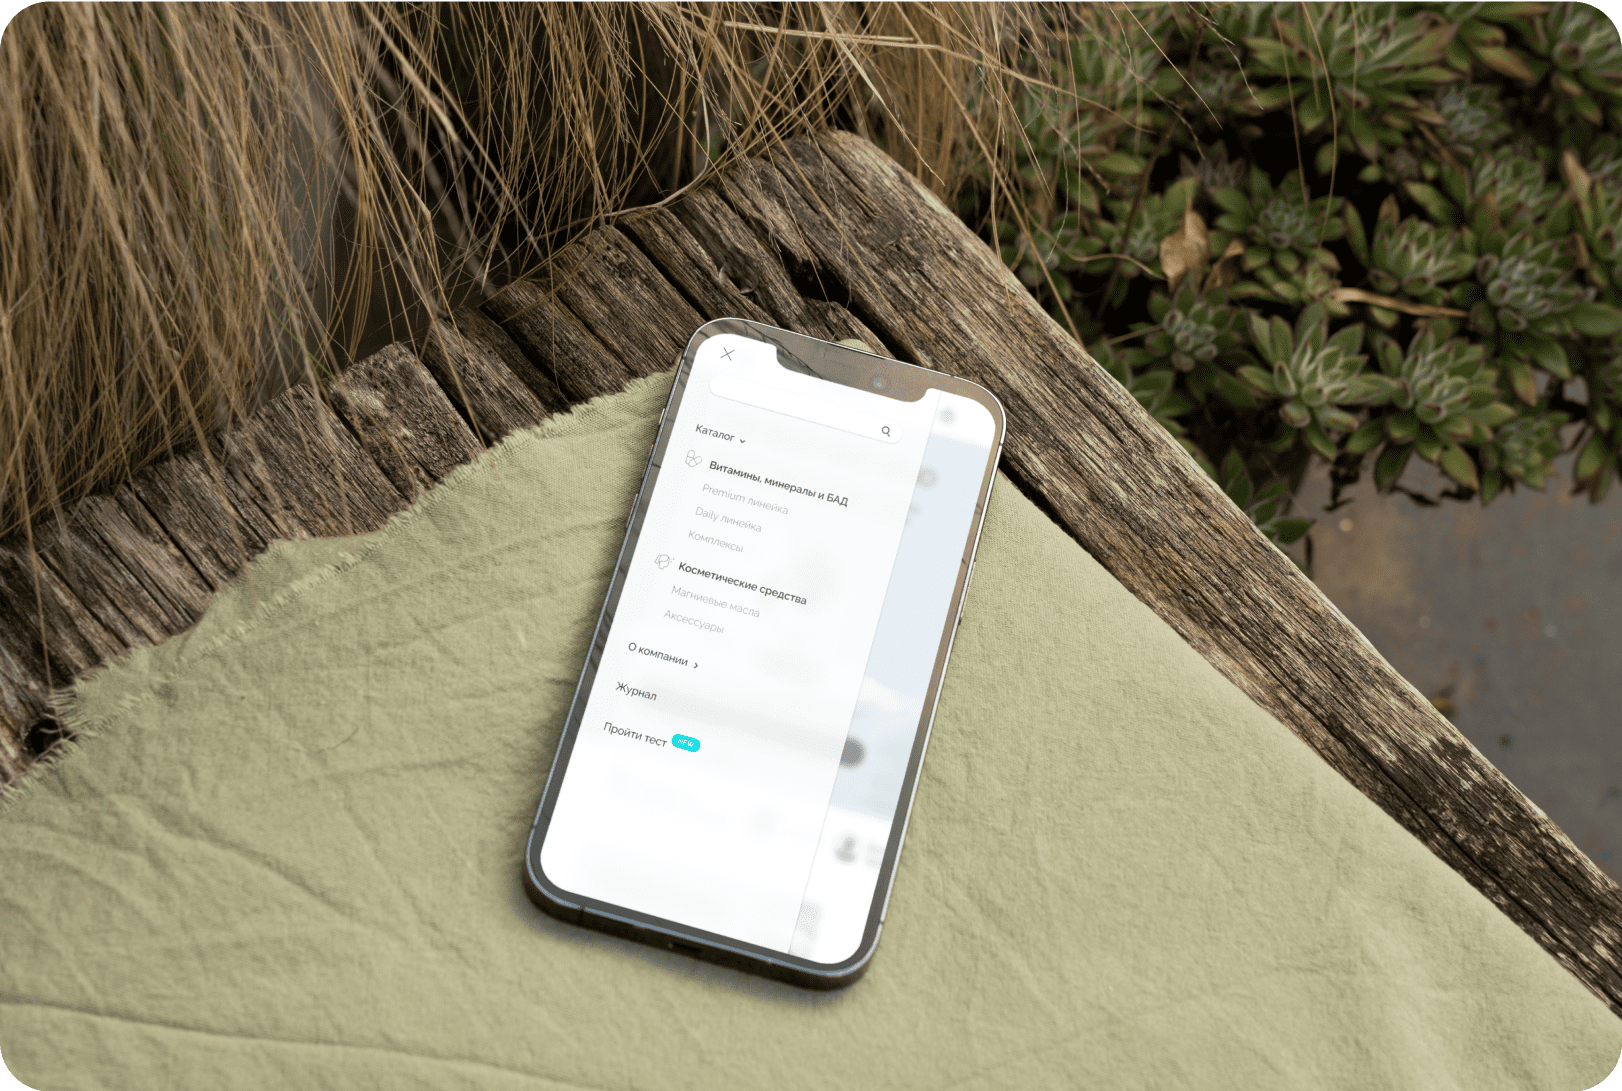 Каталог
Витамины, минералы и БАД
Premium линейка
Daily линейка
Комплексы
Косметические средства
Магниевые масла
Аксессуары
О компании
Журнал
Пройти тест NEW